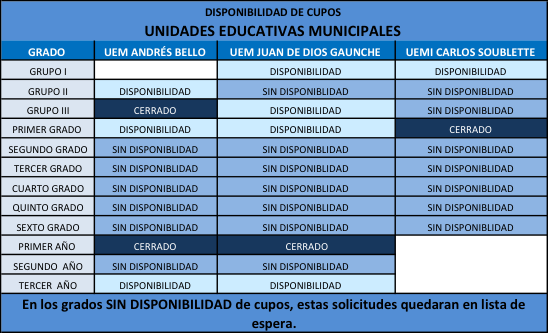 DISPONIBILIDAD DE CUPOS
UNIDADES EDUCATIVAS MUNICIPALES
GRADO UEM ANDRÉS BELLO UEM JUAN DE DIOS GAUNCHE UEMI CARLOS SOUBLETTE
GRUPO I DISPONIBILIDAD DISPONIBILIDAD
GRUPO II DISPONIBILIDAD SIN DISPONIBILIDAD SIN DISPONIBILIDAD
GRUPO III CERRADO DISPONIBILIDAD SIN DISPONIBILIDAD
PRIMER GRADO DISPONIBILIDAD DISPONIBILIDAD CERRADO
SEGUNDO GRADO SIN DISPONIBILIDAD SIN DISPONIBILIDAD SIN DISPONIBILIDAD
TERCER GRADO SIN DISPONIBILIDAD SIN DISPONIBILIDAD SIN DISPONIBILIDAD
CUARTO GRADO SIN DISPONIBILIDAD SIN DISPONIBILIDAD SIN DISPONIBILIDAD
QUINTO GRADO SIN DISPONIBILIDAD SIN DISPONIBILIDAD SIN DISPONIBILIDAD
SEXTO GRADO SIN DISPONIBILIDAD SIN DISPONIBILIDAD SIN DISPONIBILIDAD
PRIMER AÑO CERRADO CERRADO
SEGUNDO AÑO SIN DISPONIBILIDAD SIN DISPONIBILIDAD
TERCER AÑO DISPONIBILIDAD DISPONIBILIDAD
En los grados SIN DISPONIBILIDAD de cupos, estas solicitudes quedaran en lista de
espera.